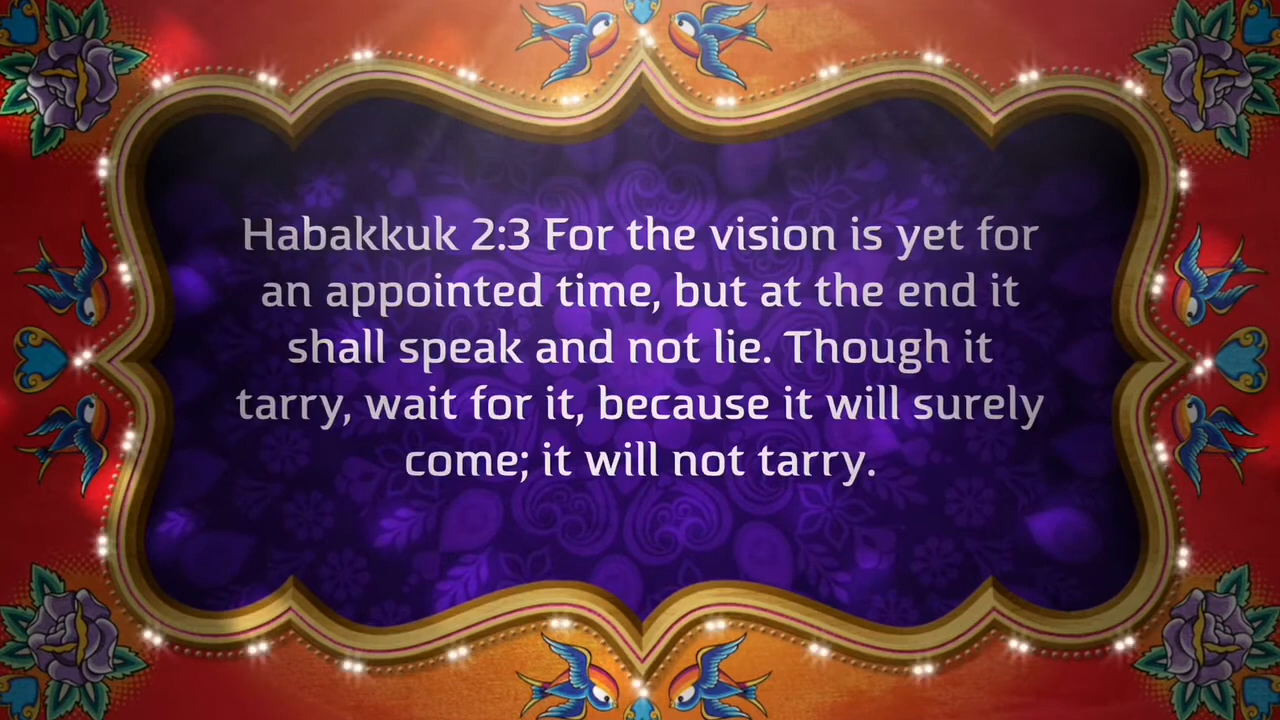 Habakkuk 2:3 For the vision is yet for
an appointed time, but at the end it
shall speak and not lie. Though it
tarry, wait for it, because it will surely
come; it will not tarry.